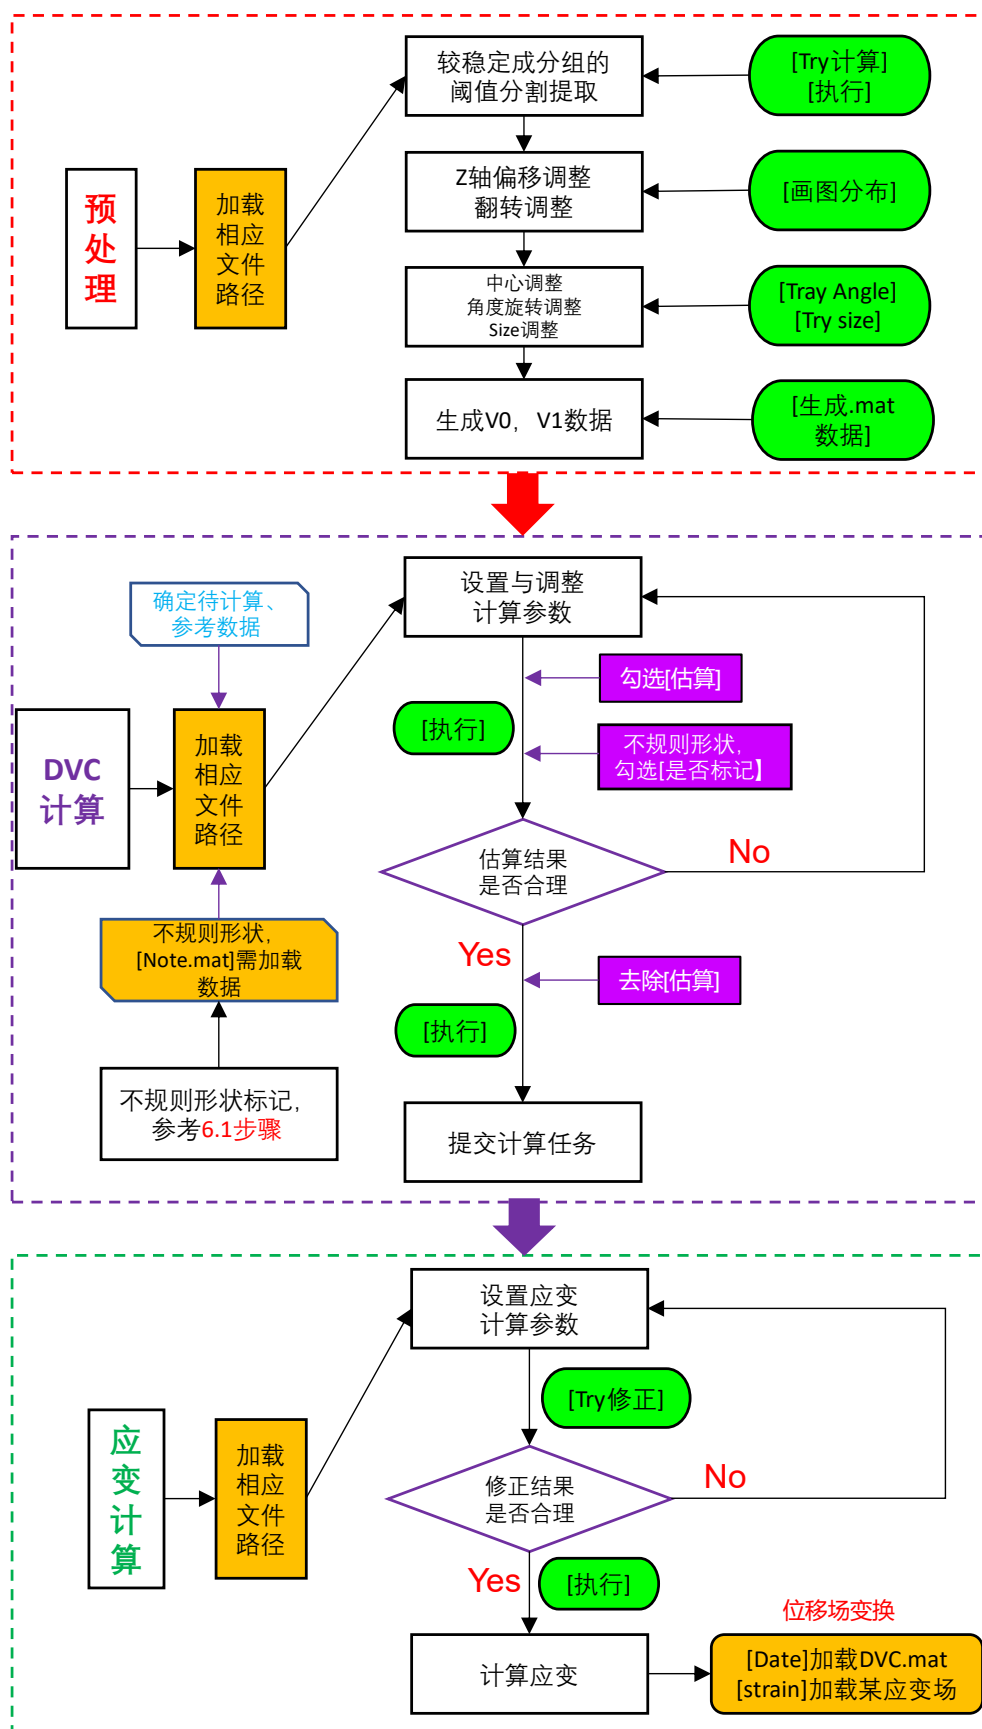 预
处
理
加载
相应
文件
路径
较稳定成分组的
阈值分割提取
[Try计算]
[执行]
Z轴偏移调整
翻转调整
[画图分布]
中心调整
角度旋转调整
Size调整
[Tray Angle]
[Try size]
生成V0，V1数据
[生成.mat
数据]
确定待计算、
参考数据
DVC
计算
加载
相应
文件
路径
不规则形状，
[Note.mat]需加载
数据
不规则形状标记，
参考6.1步骤
设置与调整
计算参数
勾选[估算]
[执行]
不规则形状，
勾选[是否标记】
估算结果
是否合理
No
Yes
去除[估算]
[执行]
提交计算任务
应
变
计
算
加载
相应
文件
路径
设置应变
计算参数
[Try修正]
修正结果
是否合理
No
Yes
[执行]
计算应变
位移场变换
[Date]加载DVC.mat
[strain]加载某应变场